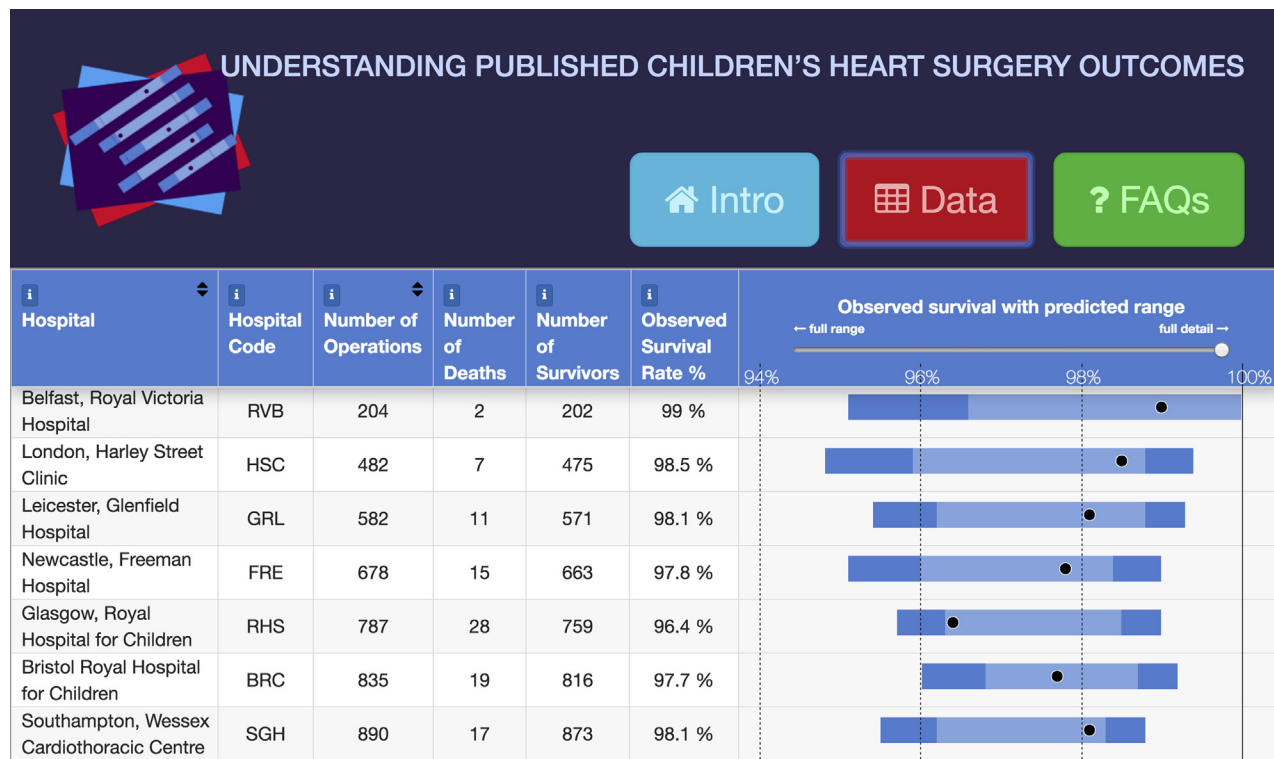 UNDERSTANDING PUBLISHED CHILDREN’S HEART SURGERY OUTCOMES
Intro
Data
? FAQs
Hospital
Hospital
Code
Number of
Operations
Number
of
Deaths
Number
of
Survivors
Observed
Survival
Rate %
Observed survival with predicted range
← full range
full detail →
94%
96%
98%
100%
Belfast, Royal Victoria
Hospital
RVB
204
2
202
99 %
London, Harley Street
Clinic
HSC
482
7
475
98.5 %
Leicester, Glenfield
Hospital
GRL
582
11
571
98.1 %
Newcastle, Freeman
Hospital
FRE
678
15
663
97.8 %
Glasgow, Royal
Hospital for Children
RHS
787
28
759
96.4 %
Bristol Royal Hospital
for Children
BRC
835
19
816
97.7 %
Southampton, Wessex
Cardiothoracic Centre
SGH
890
17
873
98.1 %